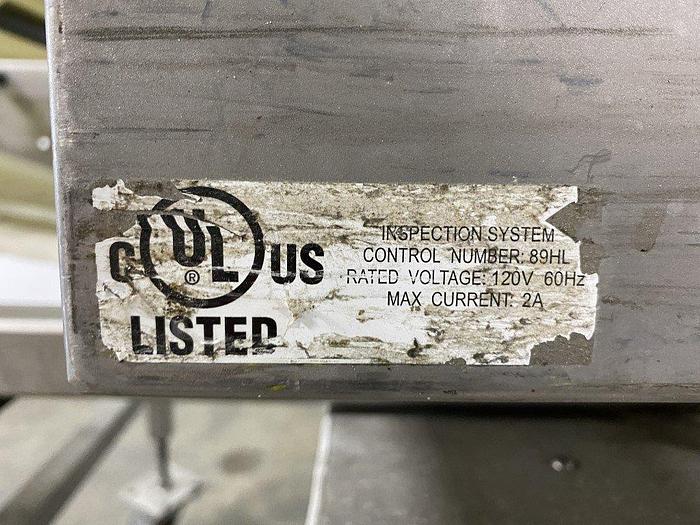 C UL US
®
LISTED
INSPECTION SYSTEM
CONTROL NUMBER: 89HL
RATED VOLTAGE: 120V 60Hz
MAX CURRENT: 2A